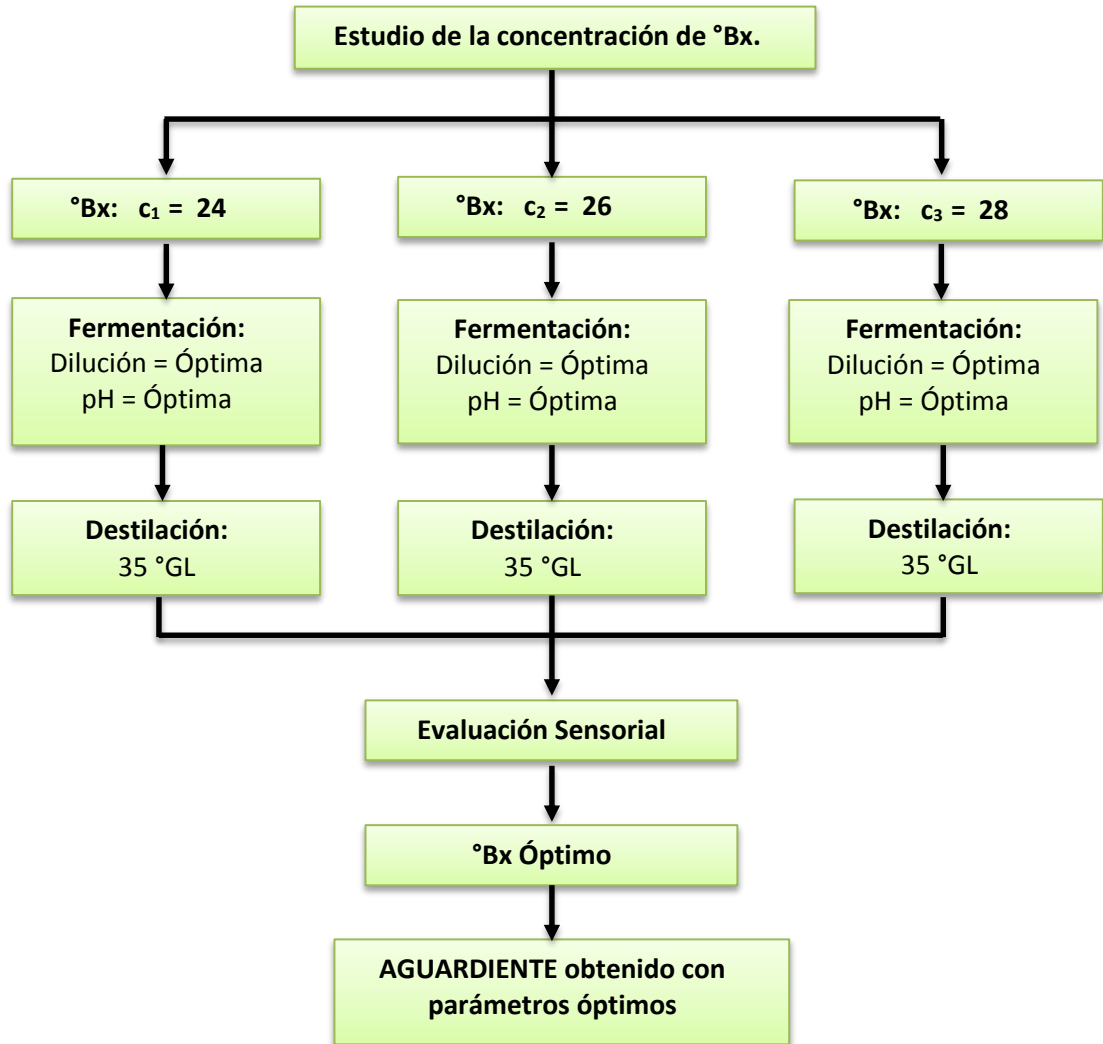 Estudio de la concentración de °Bx.
°Bx: c₁ = 24
°Bx: c₂ = 26
°Bx: c₃ = 28
Fermentación:
Dilución = Óptima
pH = Óptima
Fermentación:
Dilución = Óptima
pH = Óptima
Fermentación:
Dilución = Óptima
pH = Óptima
Destilación:
35 °GL
Destilación:
35 °GL
Destilación:
35 °GL
Evaluación Sensorial
°Bx Óptimo
AGUARDIENTE obtenido con
parámetros óptimos